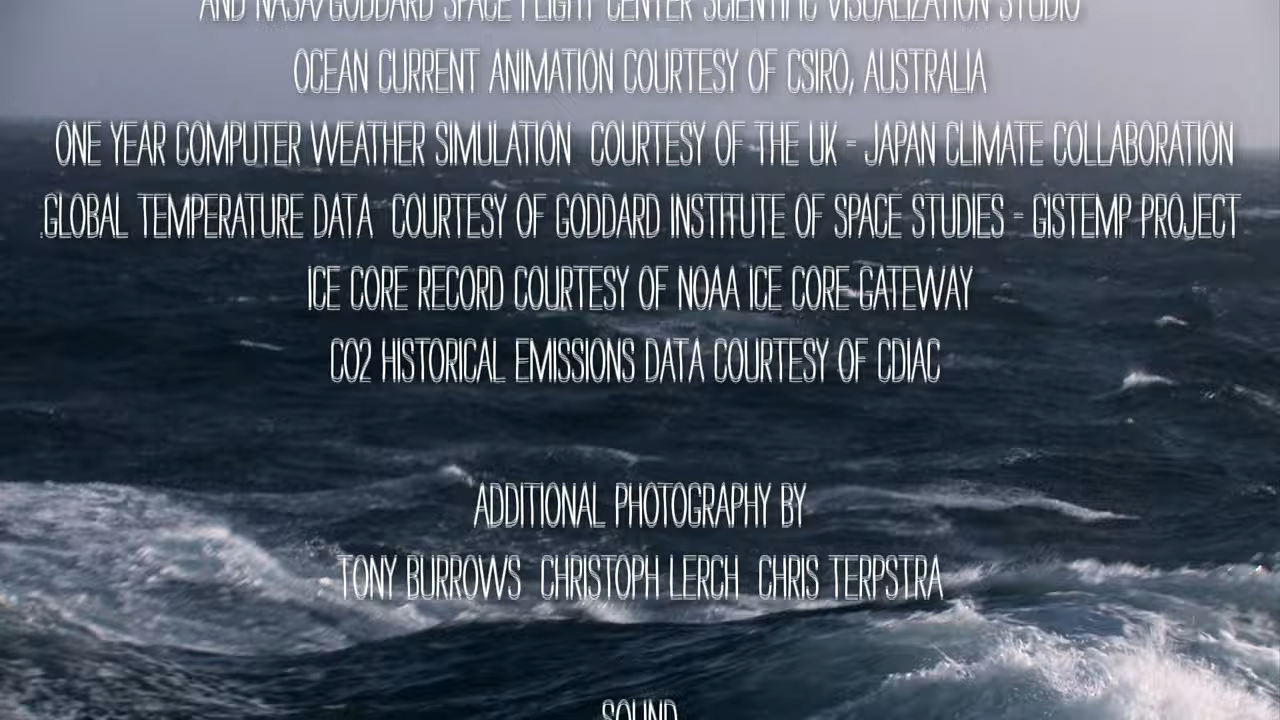 AND NASA/GODDARD SPACE FLIGHT CENTER SCIENTIFIC VISUALIZATION STUDIO
OCEAN CURRENT ANIMATION COURTESY OF CSIRO, AUSTRALIA
ONE YEAR COMPUTER WEATHER SIMULATION COURTESY OF THE UK - JAPAN CLIMATE COLLABORATION
.GLOBAL TEMPERATURE DATA COURTESY OF GODDARD INSTITUTE OF SPACE STUDIES - GISTEMP PROJECT
ICE CORE RECORD COURTESY OF NOAA ICE CORE GATEWAY
CO2 HISTORICAL EMISSIONS DATA COURTESY OF CDIAC
ADDITIONAL PHOTOGRAPHY BY
TONY BURROWS CHRISTOPH LERCH CHRIS TERPSTRA
SOUND